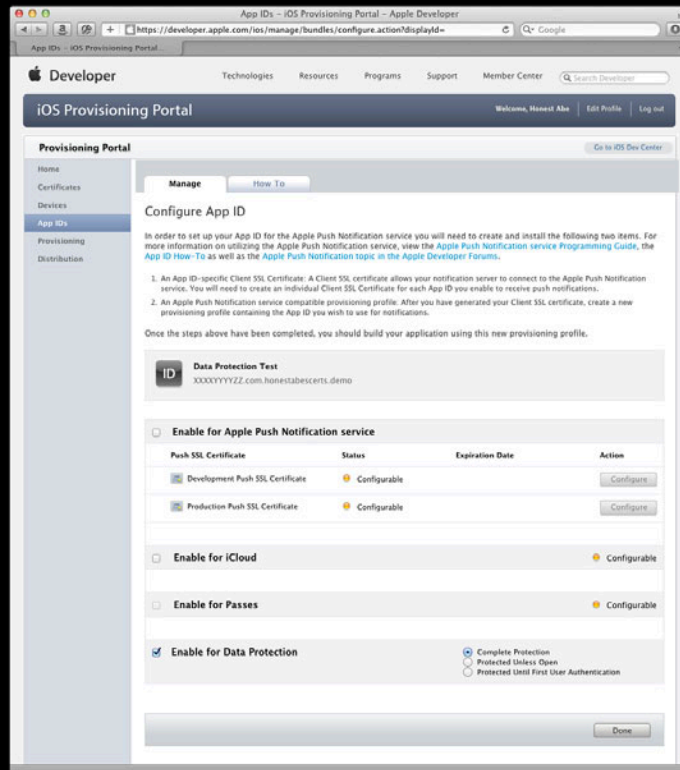 App IDs – iOS Provisioning Portal – Apple Developer
https://developer.apple.com/ios/manage/bundles/configure.action?displayId=
Google
App IDs – iOS Provisioning Portal...
Developer
Technologies
Resources
Programs
Support
Member Center
Search Developer
iOS Provisioning Portal
Welcome, Honest Abe
Edit Profile
Log out
Provisioning Portal
Go to iOS Dev Center
Home
Certificates
Devices
App IDs
Provisioning
Distribution
Manage
How To
Configure App ID
In order to set up your App ID for the Apple Push Notification service you will need to create and install the following two items. For
more information on utilizing the Apple Push Notification service, view the Apple Push Notification service Programming Guide, the
App ID How-To as well as the Apple Push Notification topic in the Apple Developer Forums.
1. An App ID-specific Client SSL Certificate: A Client SSL certificate allows your notification server to connect to the Apple Push Notification
service. You will need to create an individual Client SSL Certificate for each App ID you enable to receive push notifications.
2. An Apple Push Notification service compatible provisioning profile: After you have generated your Client SSL certificate, create a new
provisioning profile containing the App ID you wish to use for notifications.
Once the steps above have been completed, you should build your application using this new provisioning profile.
ID
Data Protection Test
XXXXYYYYZZ.com.honestabescerts.demo
Enable for Apple Push Notification service
Push SSL Certificate
Status
Expiration Date
Action
Development Push SSL Certificate
Configurable
Configure
Production Push SSL Certificate
Configurable
Configure
Enable for iCloud
Configurable
Enable for Passes
Configurable
Enable for Data Protection
Complete Protection
Protected Unless Open
Protected Until First User Authentication
Done